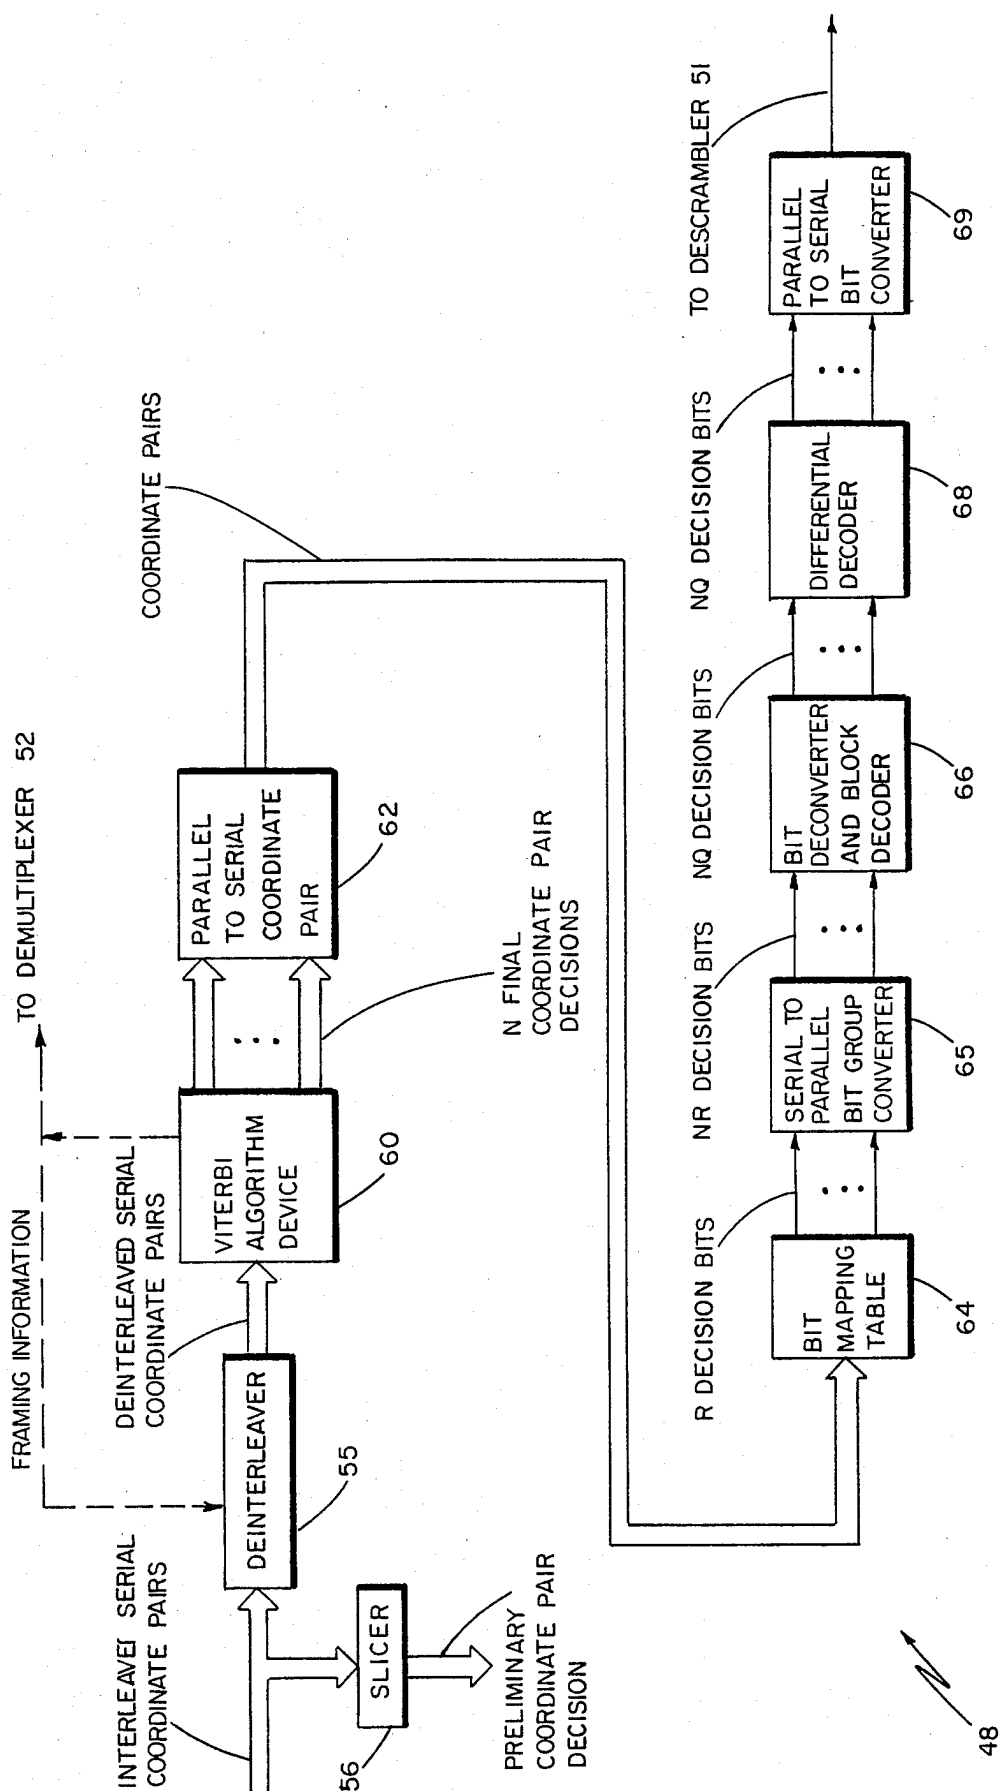 INTERLEAVED SERIAL
COORDINATE PAIRS
FRAMING INFORMATION
TO DEMULTIPLEXER 52
DEINTERLEAVER
55
SLICER
56
PRELIMINARY
COORDINATE PAIR
DECISION
DEINTERLEAVED SERIAL
COORDINATE PAIRS
VITERBI
ALGORITHM
DEVICE
60
N FINAL
COORDINATE PAIR
DECISIONS
PARALLEL
TO SERIAL
COORDINATE
PAIR
62
COORDINATE PAIRS
BIT
MAPPING
TABLE
64
R DECISION BITS
SERIAL TO
PARALLEL
BIT GROUP
CONVERTER
65
NR DECISION BITS
BIT
DECONVERTER
AND BLOCK
DECODER
66
NQ DECISION BITS
DIFFERENTIAL
DECODER
68
NQ DECISION BITS
PARALLEL
TO SERIAL
BIT
CONVERTER
69
TO DESCRAMBLER 51
48